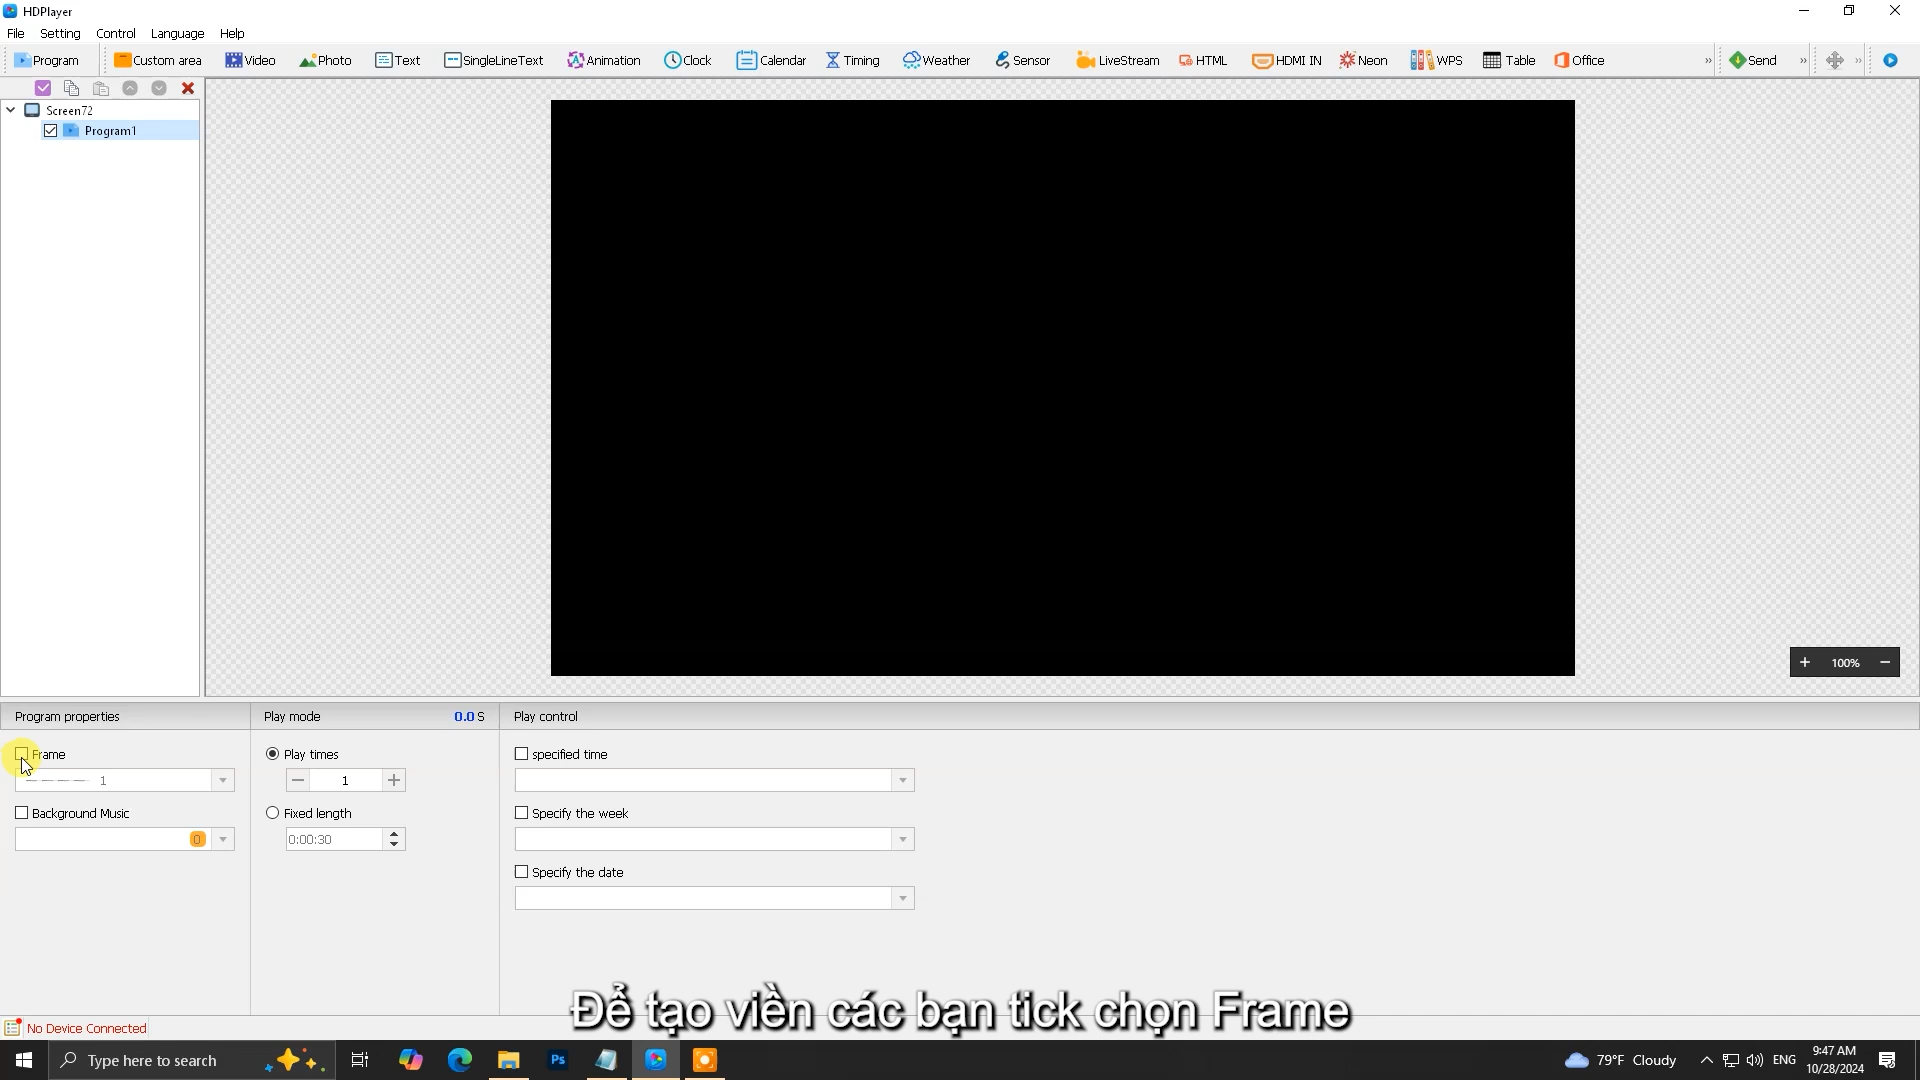 HDPlayer
File Setting Control Language Help
Program Custom area Video Photo Text SingleLineText Animation Clock Calendar Timing Weather Sensor LiveStream HTML HDMI IN Neon WPS Table Office » Send » »
Screen72
Program1
+ 100% −
Program properties Play mode 0.0 S Play control
Frame Play times specified time
1 1
Background Music Fixed length Specify the week
0 0:00:30
Specify the date
Để tạo viền các bạn tick chọn Frame
No Device Connected
Type here to search Ps 79°F Cloudy ENG 9:47 AM
10/28/2024